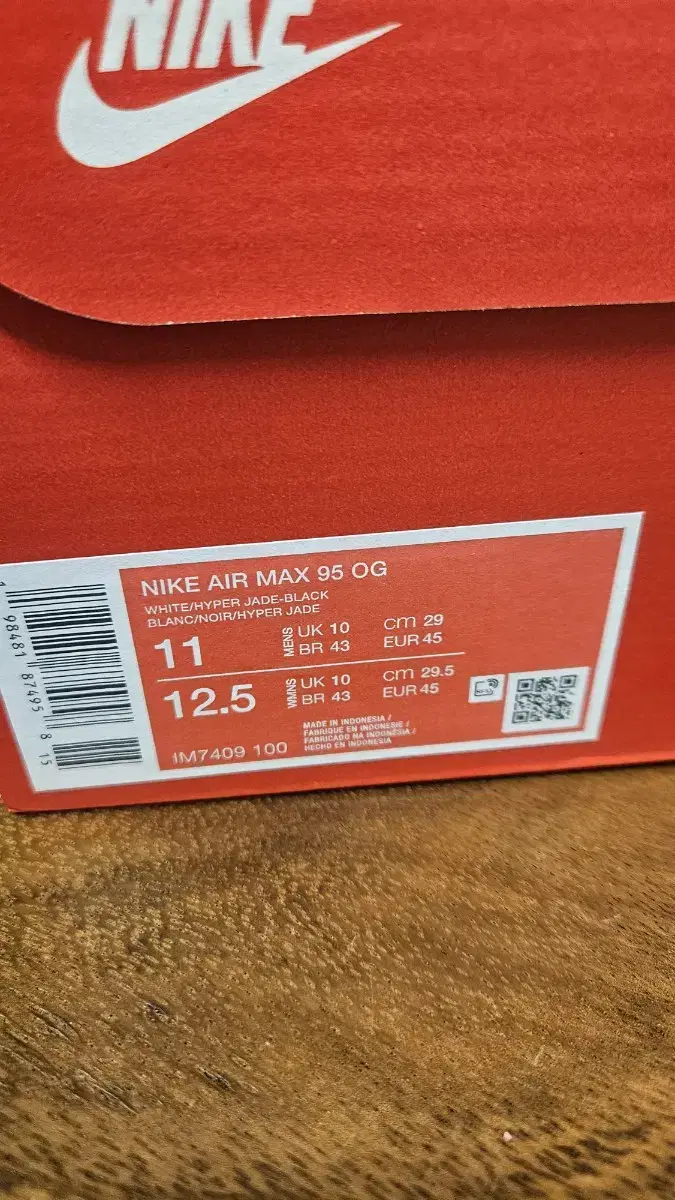 NIKE
NIKE AIR MAX 95 OG
WHITE/HYPER JADE-BLACK
BLANC/NOIR/HYPER JADE
11 MENS UK 10 cm 29
BR 43 EUR 45
12.5 WMNS UK 10 cm 29.5
BR 43 EUR 45
MADE IN INDONESIA /
FABRIQUE EN INDONESIE /
FABRICADO NA INDONÉSIA /
HECHO EN INDONESIA
IM7409 100
1 98481 87495 8 15